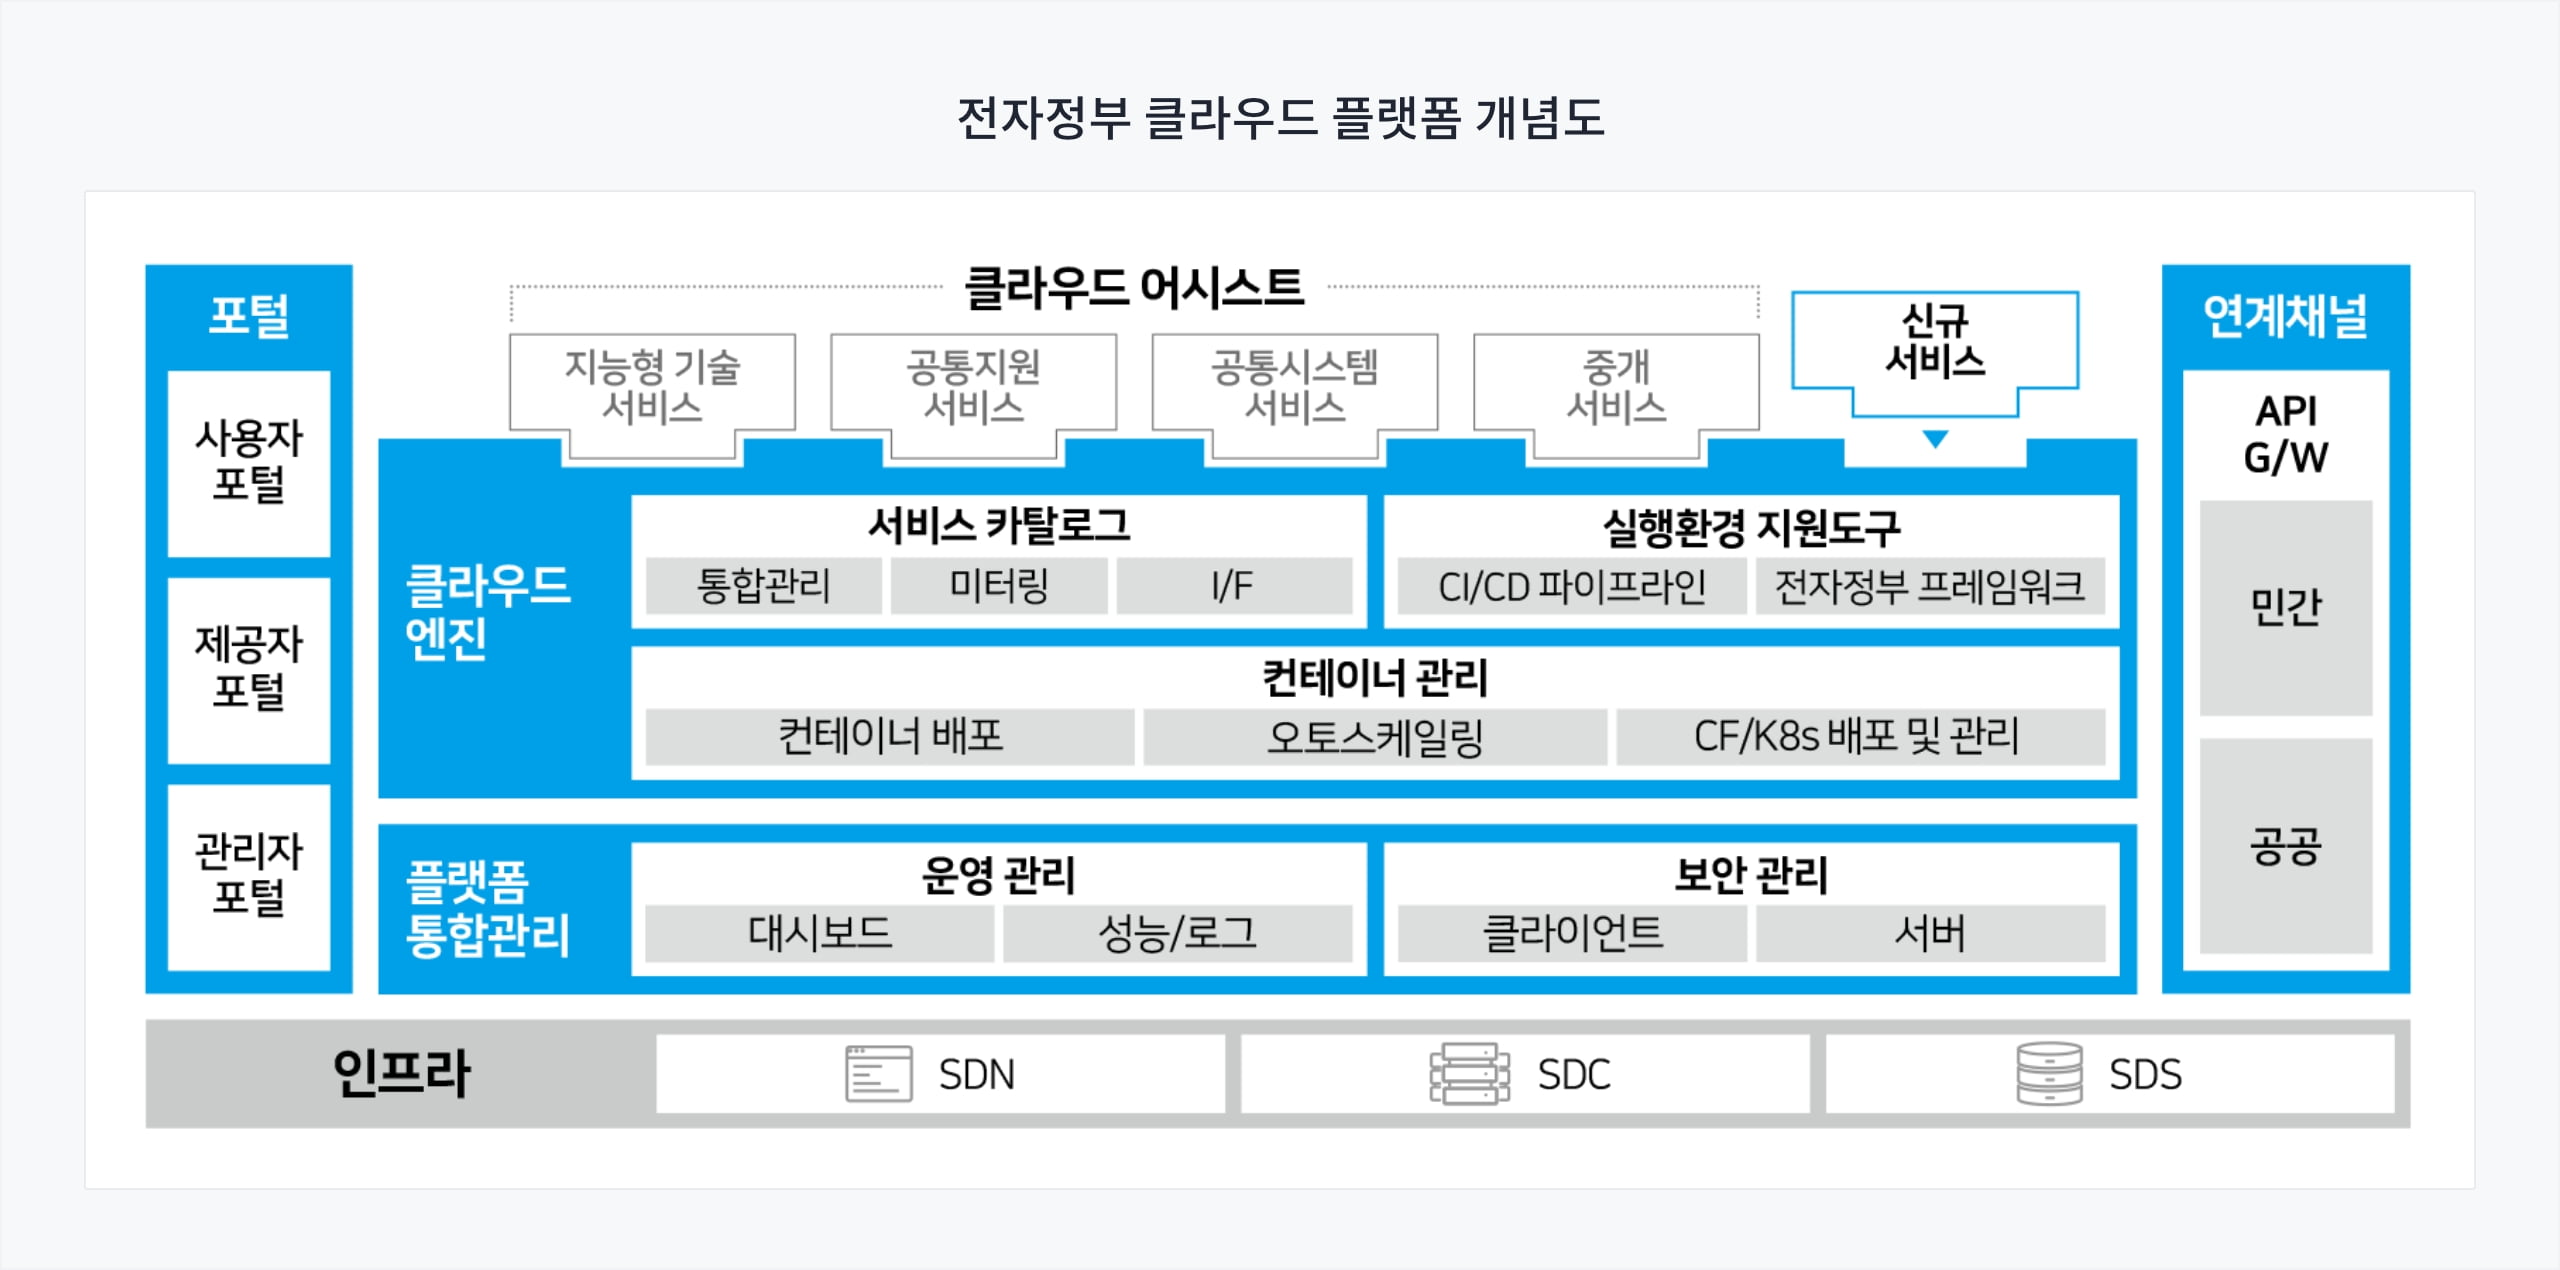 전자정부 클라우드 플랫폼 개념도
포털
사용자
포털
제공자
포털
관리자
포털
클라우드 어시스트
지능형 기술
서비스
공통지원
서비스
공통시스템
서비스
중개
서비스
신규
서비스
클라우드
엔진
서비스 카탈로그
통합관리
미터링
I/F
실행환경 지원도구
CI/CD 파이프라인
전자정부 프레임워크
컨테이너 관리
컨테이너 배포
오토스케일링
CF/K8s 배포 및 관리
플랫폼
통합관리
운영 관리
대시보드
성능/로그
보안 관리
클라이언트
서버
연계채널
API
G/W
민간
공공
인프라
SDN
SDC
SDS